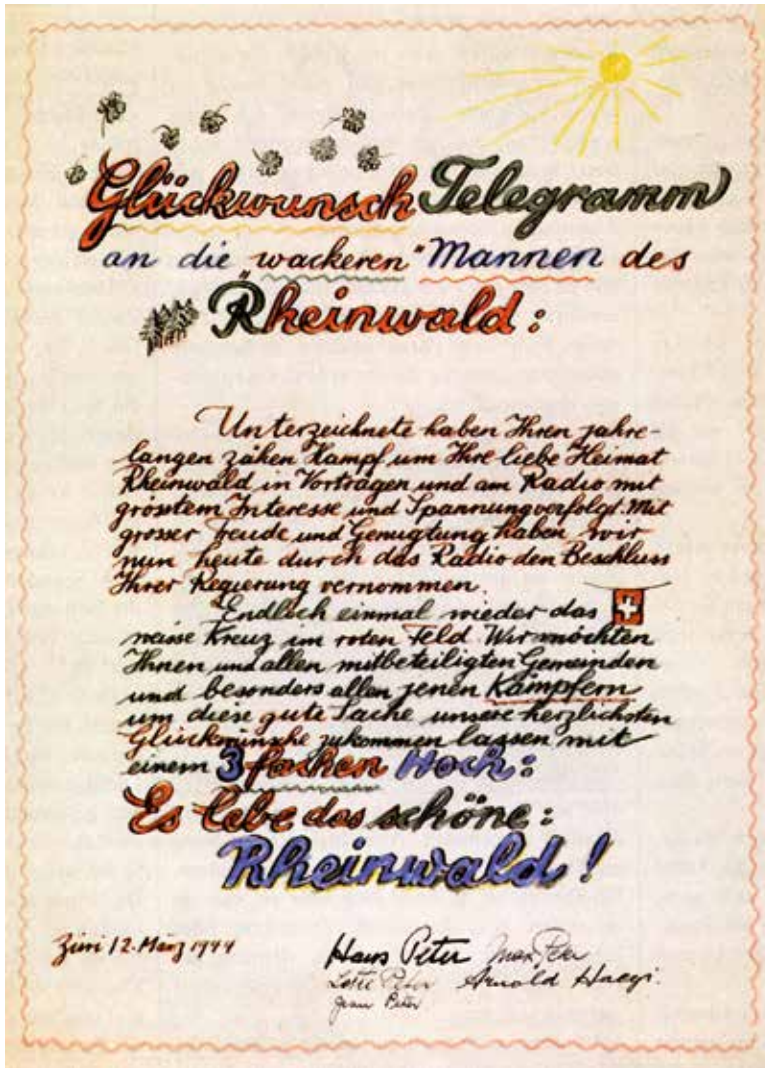 Glückwunsch Telegramm
an die wackeren "Mannen des
"Rheinwald:
Unterzeichnete haben Ihren jahre-
langen zähen Kampf um Ihre liebe Heimat
Rheinwald in Vorträgen und am Radio mit
grösstem Interesse und Spannung verfolgt. Mit
grosser Freude und Genugtung haben wir
nun heute durch das Radio den Beschluss
Ihrer Regierung vernommen.
Endlich einmal wieder das
weisse Kreuz im roten Feld. Wir möchten
Ihnen und allen mitbeteiligten Gemeinden
und besonders allen jenen Kämpfern
um diese gute Sache unsere herzlichsten
Glückwünsche zukommen lassen mit
einem 3 fachen Hoch:
Es lebe das schöne:
Rheinwald!
Züri 12. März 1944
Hans Peter Max Peter
Peter Arnold Haegi.
Peter